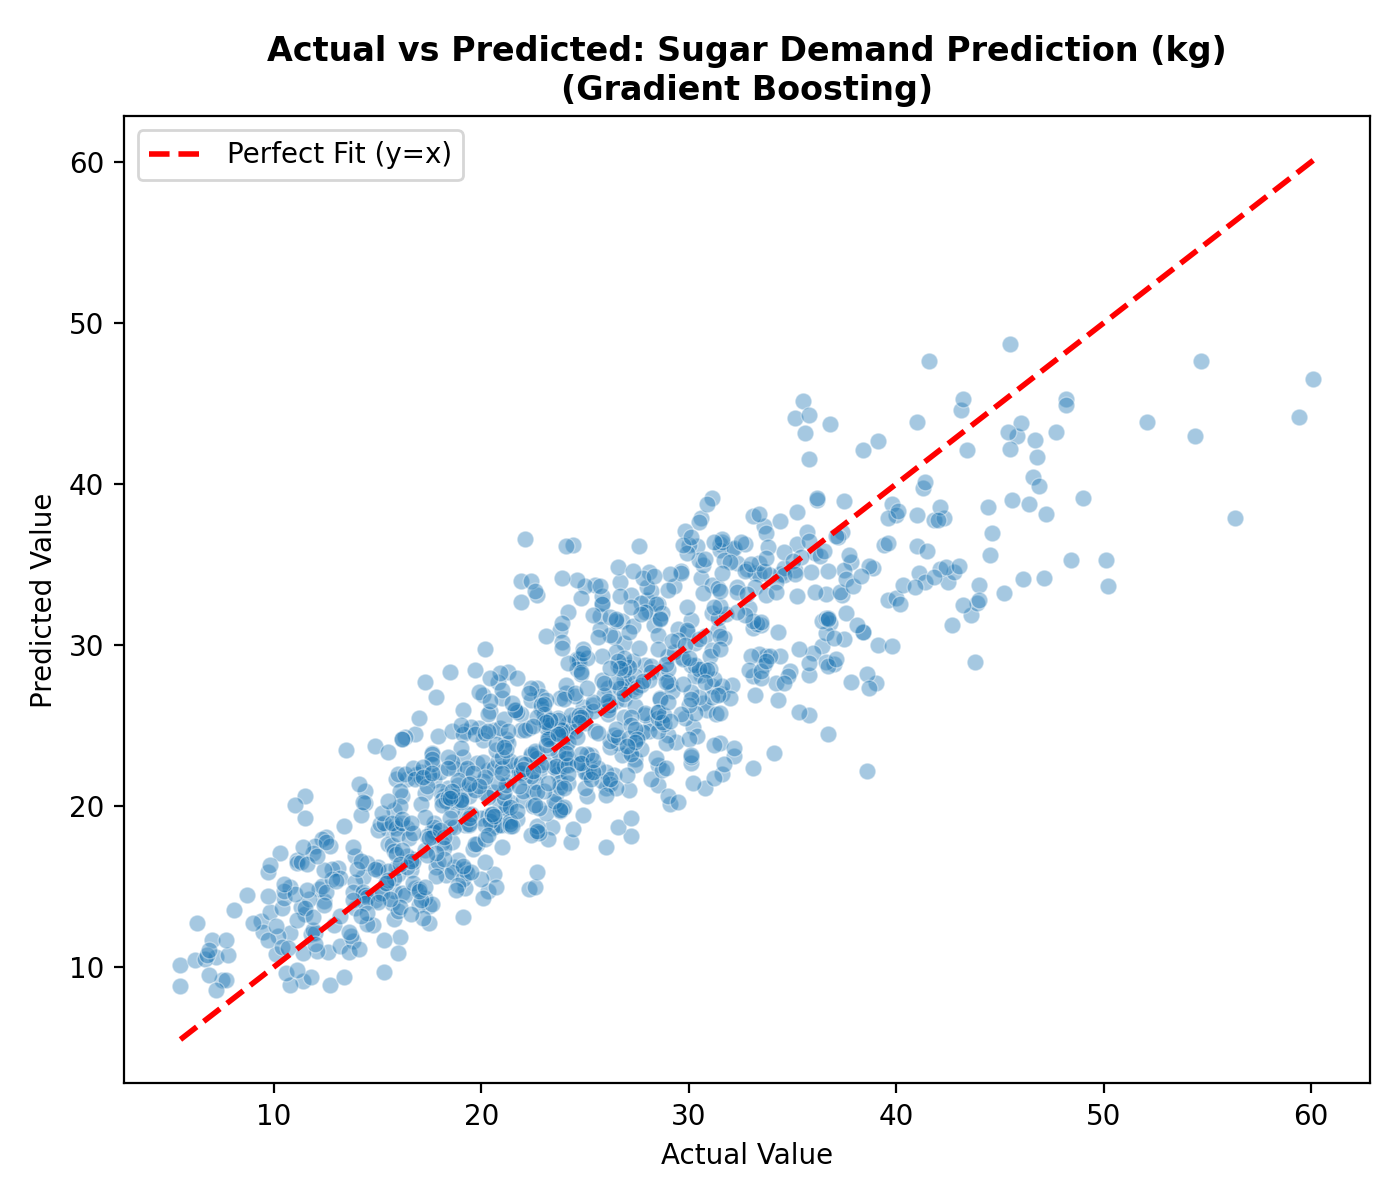 Actual vs Predicted: Sugar Demand Prediction (kg)
(Gradient Boosting)
Perfect Fit (y=x)
60
50
40
30
20
10
Predicted Value
10 20 30 40 50 60
Actual Value